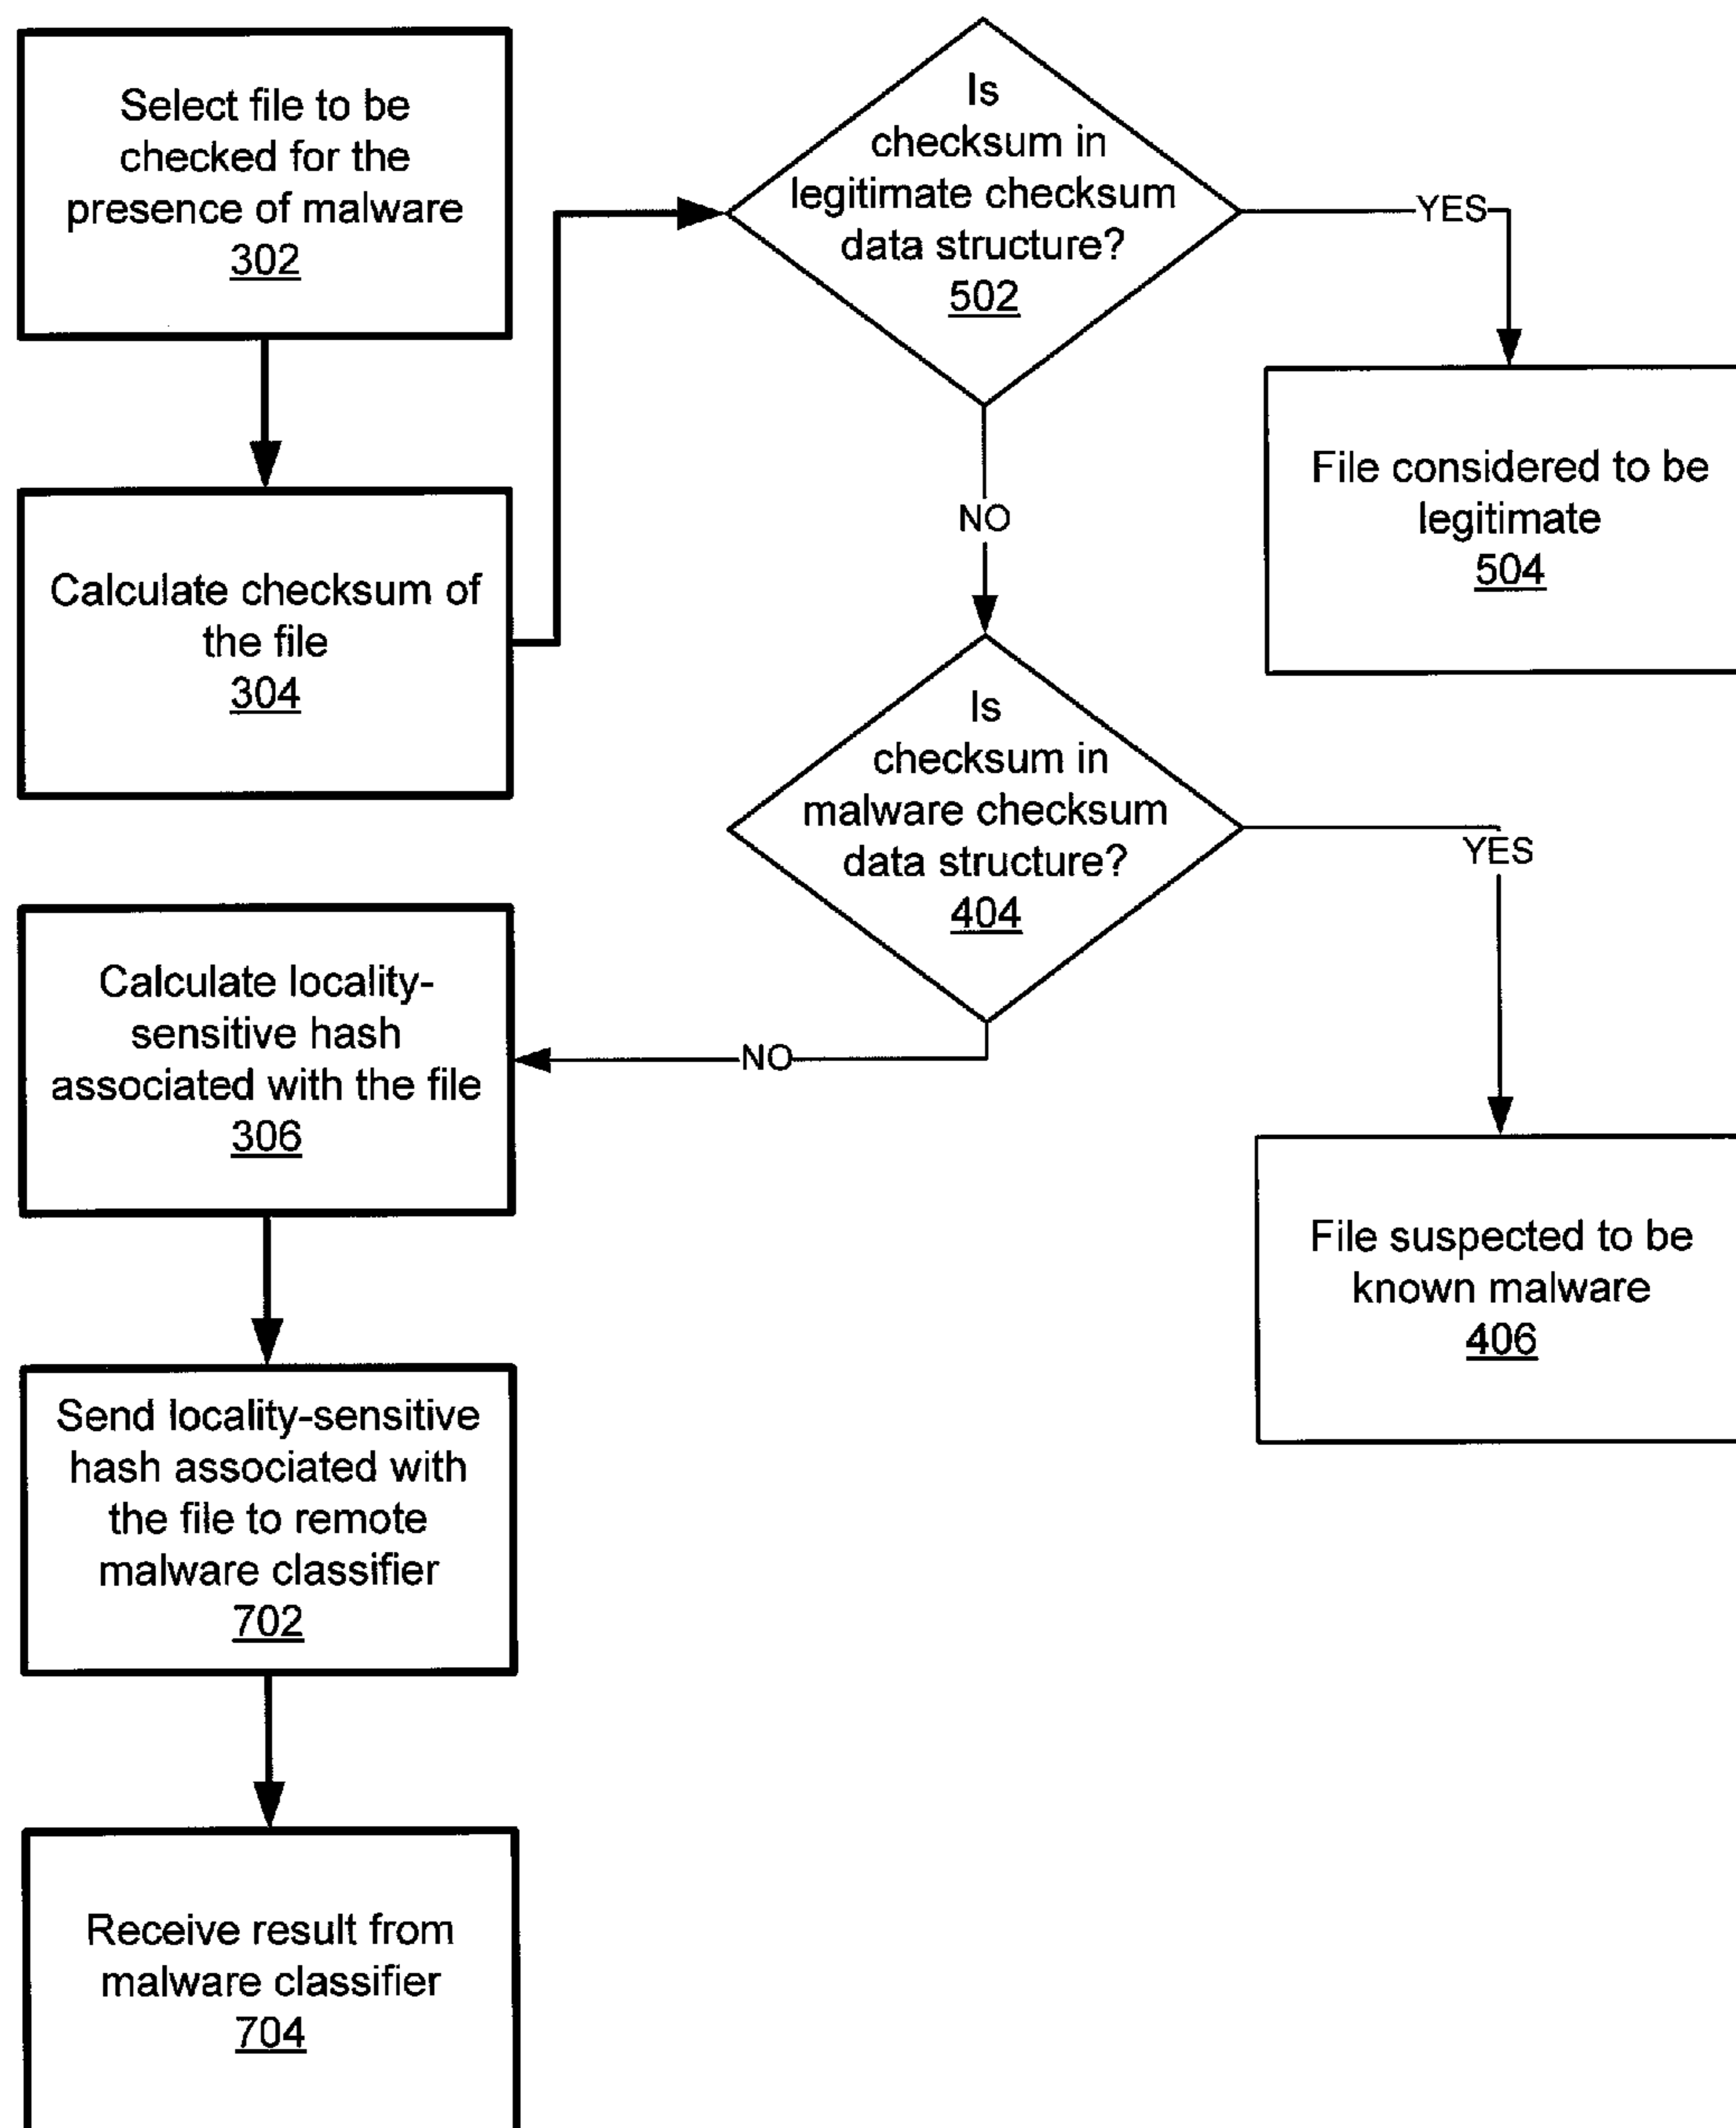 Select file to be
checked for the
presence of malware
302
Calculate checksum of
the file
304
Is
checksum in
legitimate checksum
data structure?
502
YES
File considered to be
legitimate
504
NO
Is
checksum in
malware checksum
data structure?
404
YES
File suspected to be
known malware
406
NO
Calculate locality-
sensitive hash
associated with the file
306
Send locality-sensitive
hash associated with
the file to remote
malware classifier
702
Receive result from
malware classifier
704